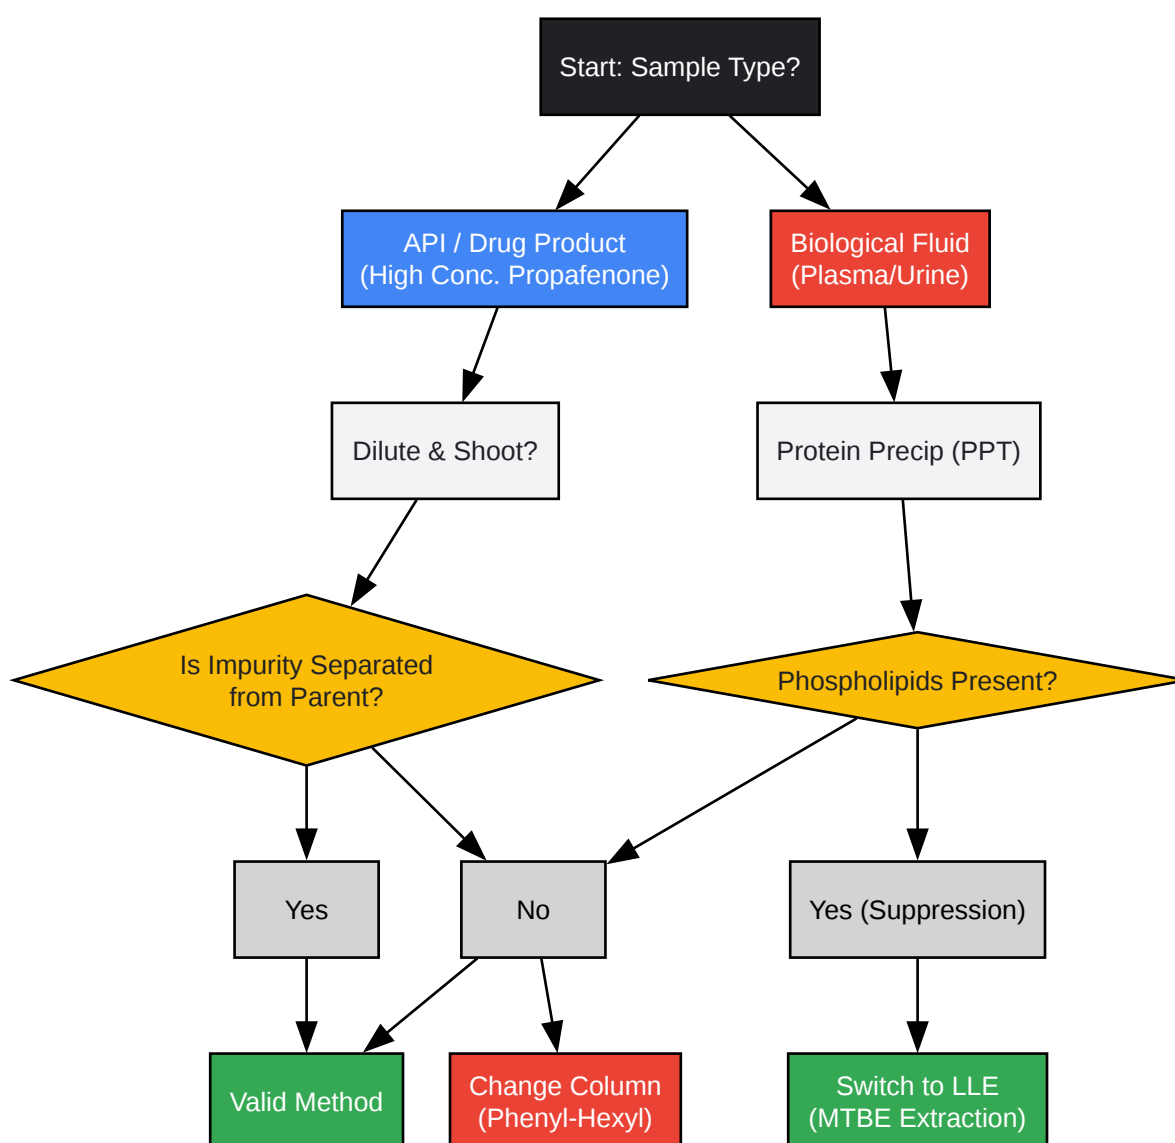 Start: Sample Type?
API / Drug Product
(High Conc. Propafenone)
Biological Fluid
(Plasma/Urine)
Dilute & Shoot?
Protein Precip (PPT)
Is Impurity Separated
from Parent?
Phospholipids Present?
Yes
No
Yes (Suppression)
Valid Method
Change Column
(Phenyl-Hexyl)
Switch to LLE
(MTBE Extraction)